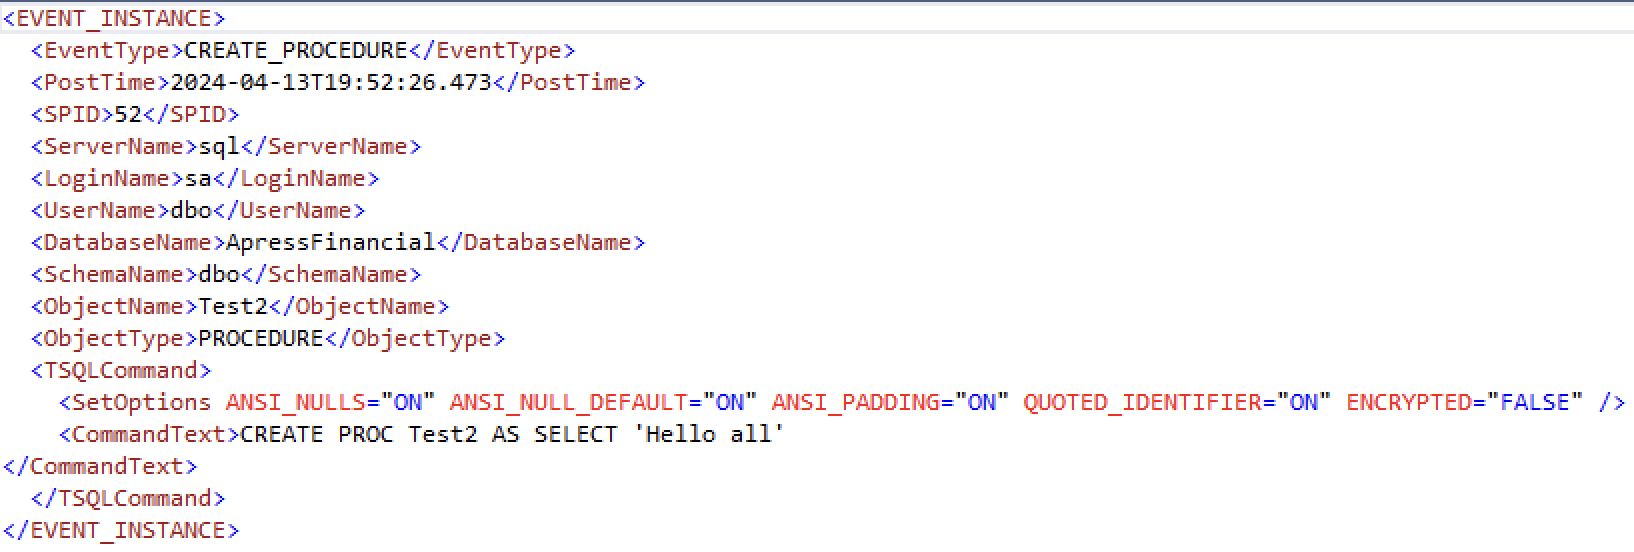 <EVENT_INSTANCE>
  <EventType>CREATE_PROCEDURE</EventType>
  <PostTime>2024-04-13T19:52:26.473</PostTime>
  <SPID>52</SPID>
  <ServerName>sql</ServerName>
  <LoginName>sa</LoginName>
  <UserName>dbo</UserName>
  <DatabaseName>ApressFinancial</DatabaseName>
  <SchemaName>dbo</SchemaName>
  <ObjectName>Test2</ObjectName>
  <ObjectType>PROCEDURE</ObjectType>
  <TSQLCommand>
    <SetOptions ANSI_NULLS="ON" ANSI_NULL_DEFAULT="ON" ANSI_PADDING="ON" QUOTED_IDENTIFIER="ON" ENCRYPTED="FALSE" />
    <CommandText>CREATE PROC Test2 AS SELECT 'Hello all'
</CommandText>
  </TSQLCommand>
</EVENT_INSTANCE>